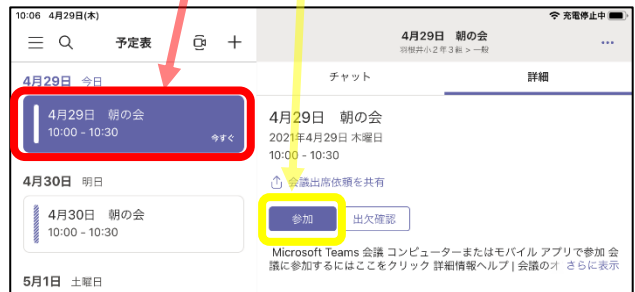 10:06 4月29日(木)
充電停止中
予定表
4月29日 朝の会
羽根井小2年3組 > 一般
4月29日 今日
チャット
詳細
4月29日 朝の会
10:00 - 10:30
今すぐ
4月29日 朝の会
2021年4月29日 木曜日
10:00 - 10:30
会議出席依頼を共有
4月30日 明日
参加
出欠確認
4月30日 朝の会
10:00 - 10:30
Microsoft Teams 会議 コンピューターまたはモバイル アプリで参加 会
議に参加するにはここをクリック 詳細情報ヘルプ | 会議のオ さらに表示
5月1日 土曜日